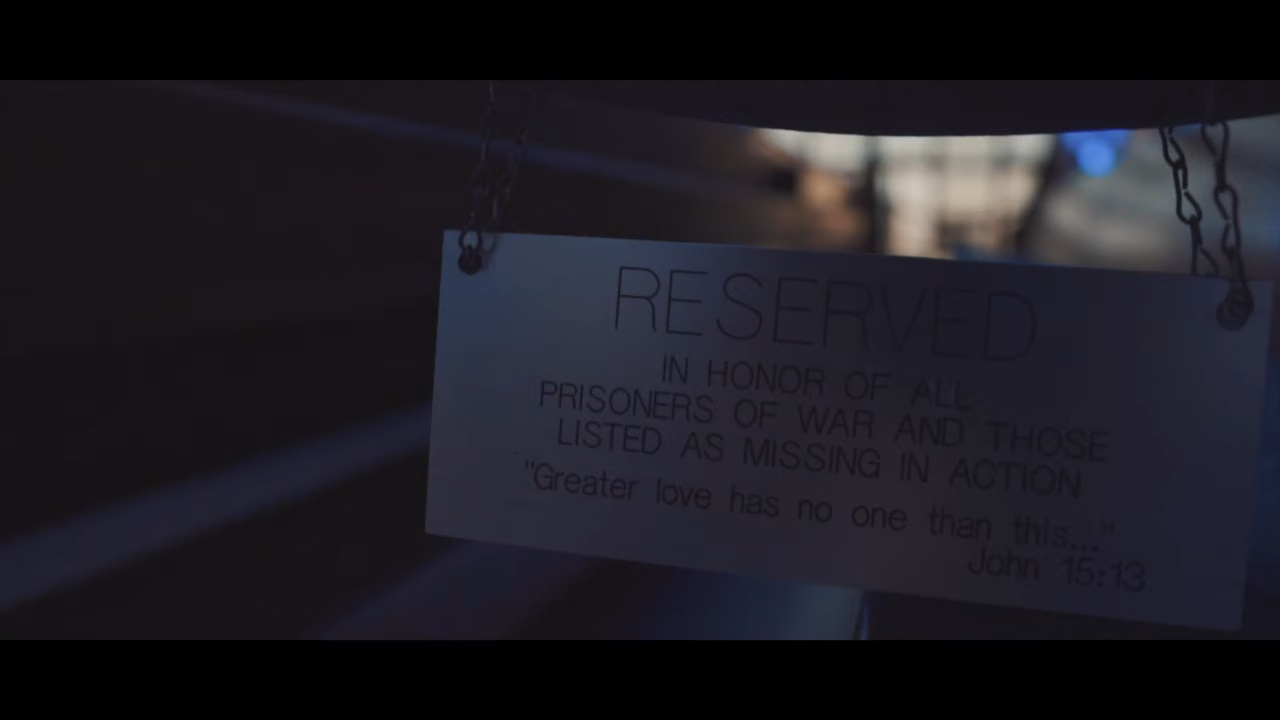 RESERVED
IN HONOR OF ALL
PRISONERS OF WAR AND THOSE
LISTED AS MISSING IN ACTION
"Greater love has no one than this..."
John 15:13